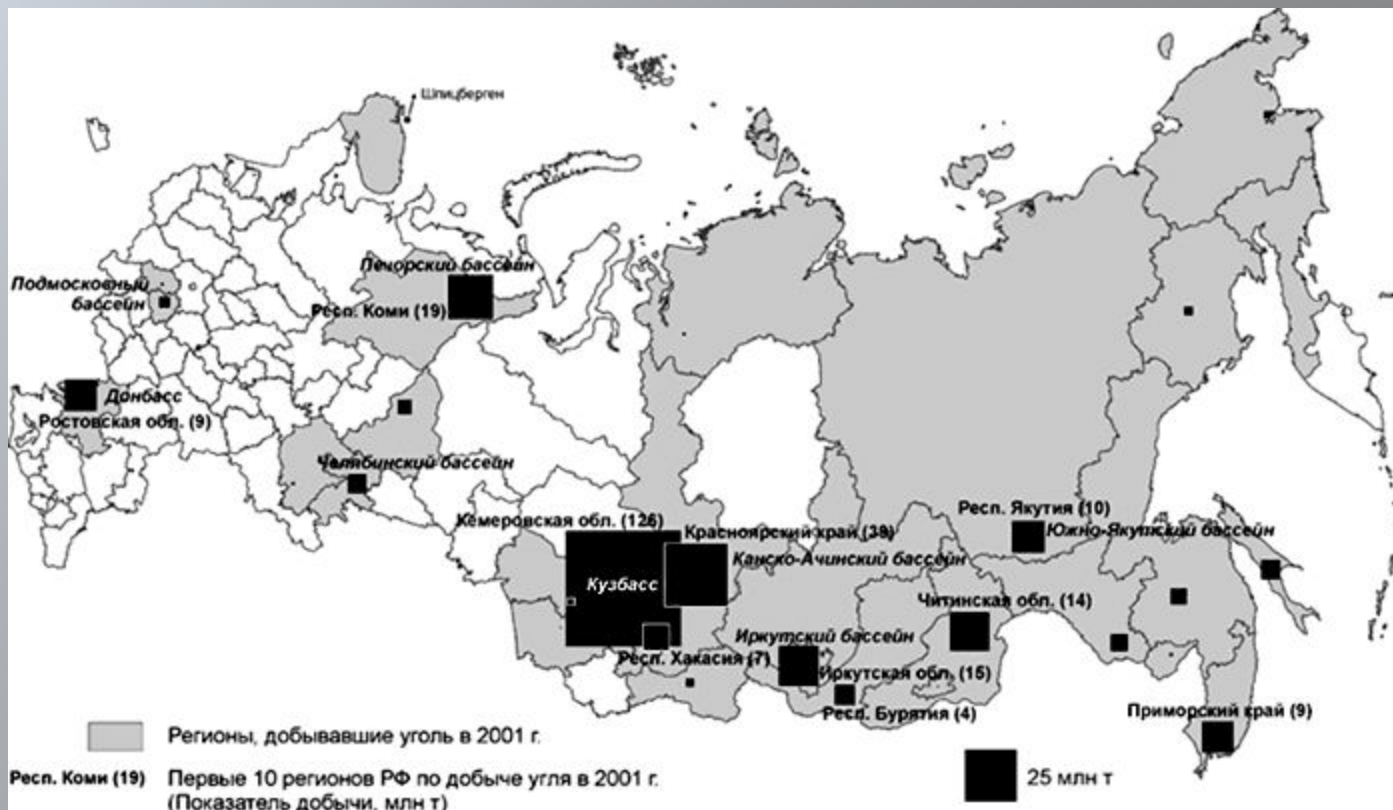 Шпицберген
Печорский бассейн
Подмосковный
бассейн
Респ. Коми (19)
Донбасс
Ростовская обл. (9)
Челябинский бассейн
Кемеровская обл. (126)
Красноярский край (39)
Респ. Якутия (10)
Южно-Якутский бассейн
Канско-Ачинский бассейн
Кузбасс
Читинская обл. (14)
Иркутский бассейн
Респ. Хакасия (7)
Иркутская обл. (15)
Респ. Бурятия (4)
Приморский край (9)
Регионы, добывавшие уголь в 2001 г.
Респ. Коми (19) Первые 10 регионов РФ по добыче угля в 2001 г.
(Показатель добычи, млн т)
25 млн т